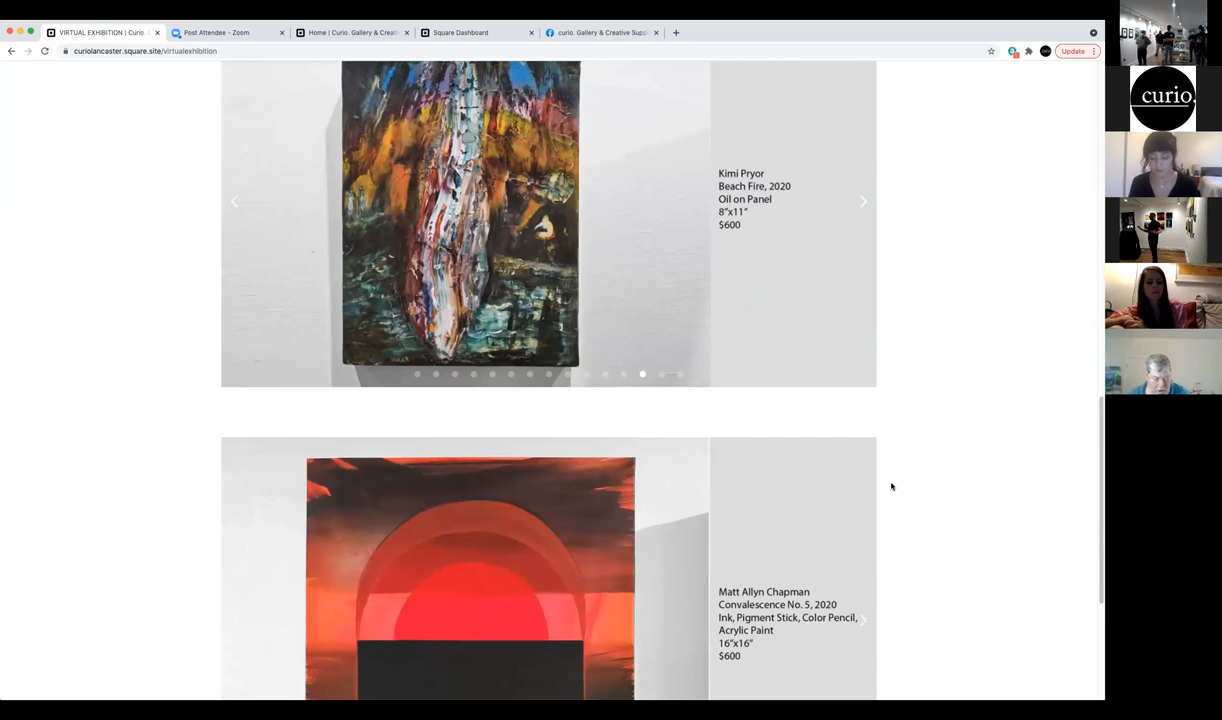 VIRTUAL EXHIBITION | Curio.
Post Attendee - Zoom
Home | Curio. Gallery & Creati
Square Dashboard
curio. Gallery & Creative Supp
curiolancaster.square.site/virtualexhibition
Update
curio.
Kimi Pryor
Beach Fire, 2020
Oil on Panel
8"x11"
$600
Matt Allyn Chapman
Convalescence No. 5, 2020
Ink, Pigment Stick, Color Pencil,
Acrylic Paint
16"x16"
$600